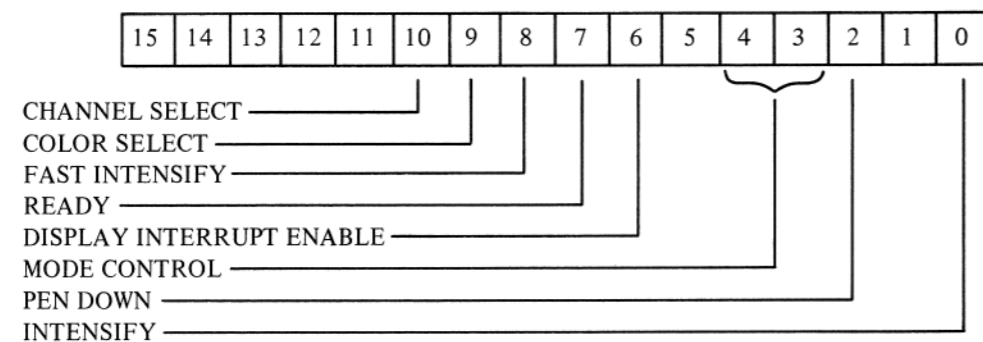 15 14 13 12 11 10 9 8 7 6 5 4 3 2 1 0
CHANNEL SELECT
COLOR SELECT
FAST INTENSIFY
READY
DISPLAY INTERRUPT ENABLE
MODE CONTROL
PEN DOWN
INTENSIFY